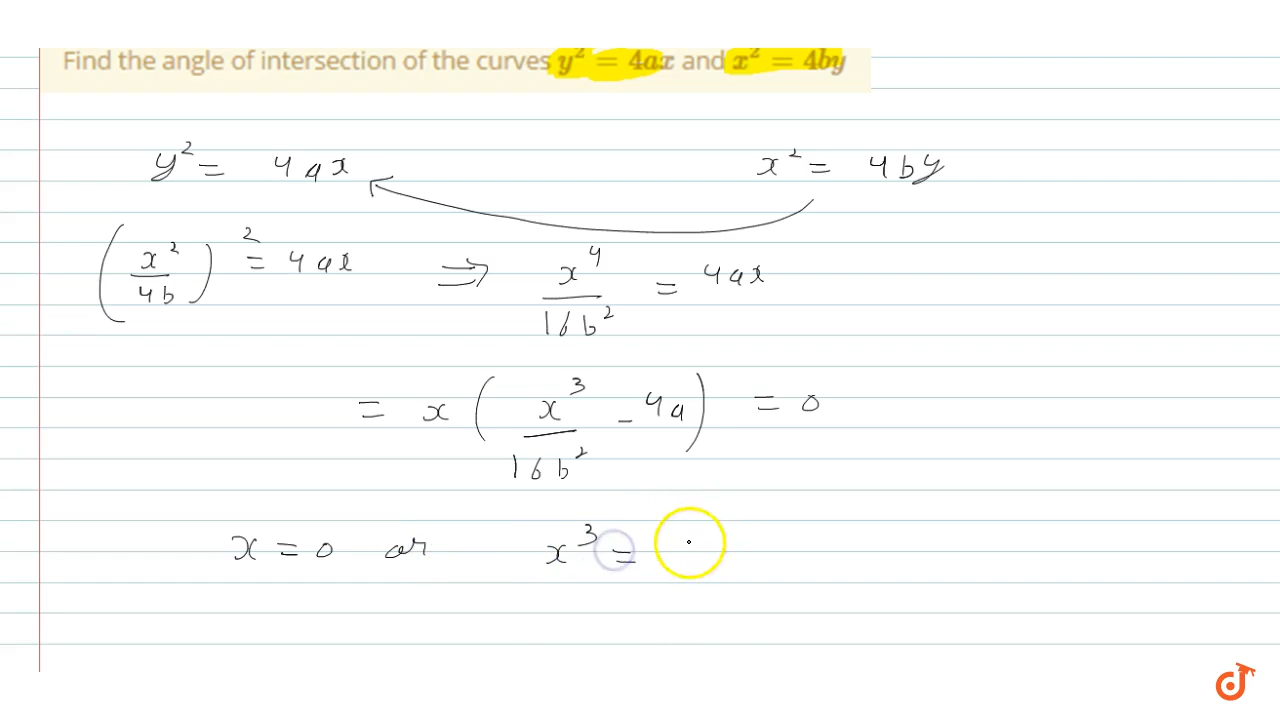 Find the angle of intersection of the curves y² = 4ax and x² = 4by
y² = 4ax x² = 4by
(x²/4b)² = 4ax ⇒ x⁴/16b² = 4ax
= x (x³/16b² - 4a) = 0
x = 0 or x³ =